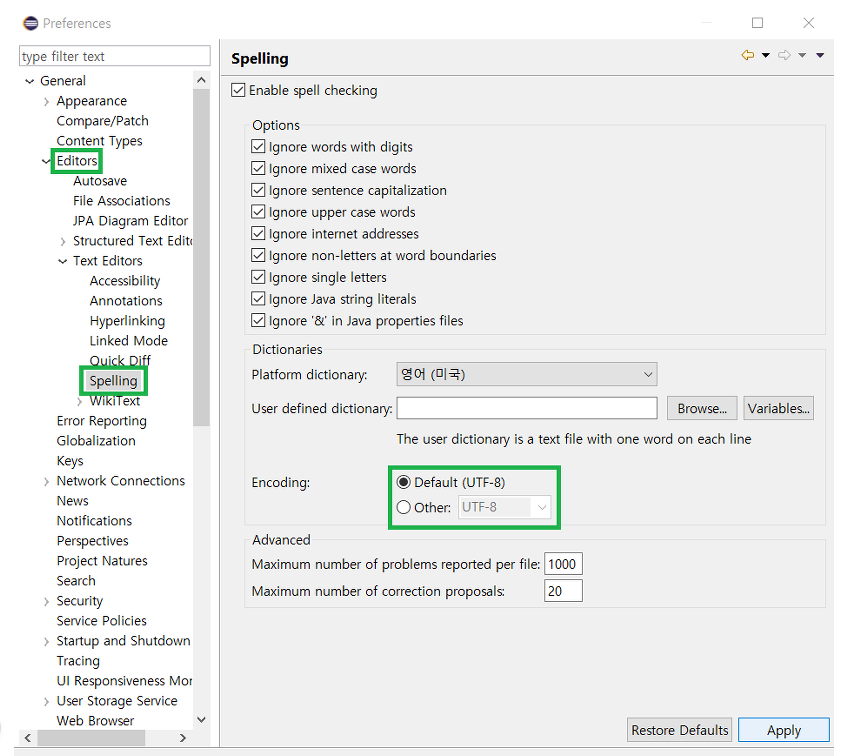 Preferences
type filter text
General
Appearance
Compare/Patch
Content Types
Editors
Autosave
File Associations
JPA Diagram Editor
Structured Text Edito
Text Editors
Accessibility
Annotations
Hyperlinking
Linked Mode
Quick Diff
Spelling
WikiText
Error Reporting
Globalization
Keys
Network Connections
News
Notifications
Perspectives
Project Natures
Search
Security
Service Policies
Startup and Shutdown
Tracing
UI Responsiveness Mor
User Storage Service
Web Browser
Spelling
Enable spell checking
Options
Ignore words with digits
Ignore mixed case words
Ignore sentence capitalization
Ignore upper case words
Ignore internet addresses
Ignore non-letters at word boundaries
Ignore single letters
Ignore Java string literals
Ignore '&' in Java properties files
Dictionaries
Platform dictionary: 영어 (미국)
User defined dictionary: Browse... Variables...
The user dictionary is a text file with one word on each line
Encoding: Default (UTF-8)
Other: UTF-8
Advanced
Maximum number of problems reported per file: 1000
Maximum number of correction proposals: 20
Restore Defaults Apply